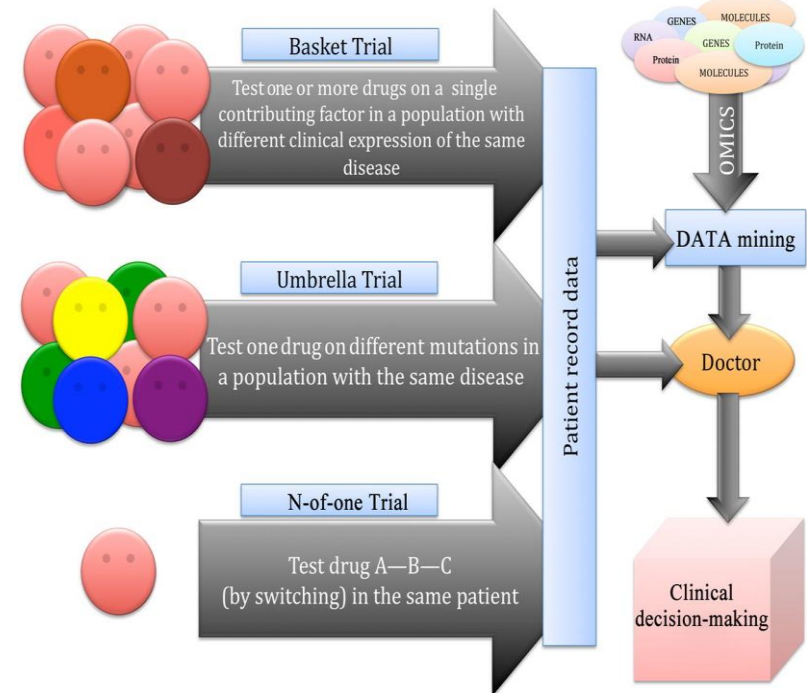 Basket Trial
Test one or more drugs on a single
contributing factor in a population with
different clinical expression of the same
disease
Umbrella Trial
Test one drug on different mutations in
a population with the same disease
N-of-one Trial
Test drug A—B—C
(by switching) in the same patient
Patient record data
GENES
MOLECULES
RNA
GENES
Protein
Protein
MOLECULES
OMICS
DATA mining
Doctor
Clinical
decision-making